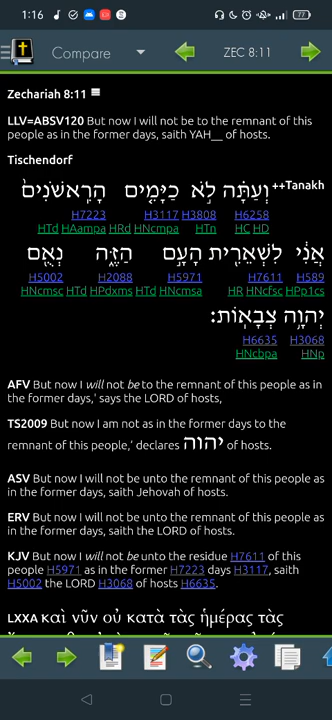 1:16
77
Compare
ZEC 8:11
Zechariah 8:11
LLV=ABSV120 But now I will not be to the remnant of this
people as in the former days, saith YAH__ of hosts.
Tischendorf
++Tanakh וְעַתָּ֗ה לֹ֣א כַיָּמִ֤ים הָרִֽאשֹׁנִים֙
H7223 H3117 H3808 H6258
HTd HAampa HRd HNcmpa HTn HC HD
אֲנִ֔י לִשְׁאֵרִ֖ית הָעָ֣ם הַזֶּ֑ה נְאֻ֖ם
H5002 H2088 H5971 H7611 H589
HNcmsc HTd HPdxms HTd HNcmsa HR HNcfsc HPp1cs
יְהוָ֥ה צְבָאֽוֹת׃
H6635 H3068
HNcbpa HNp
AFV But now I will not be to the remnant of this people as in
the former days,' says the LORD of hosts,
TS2009 But now I am not as in the former days to the
remnant of this people,’ declares יהוה of hosts.
ASV But now I will not be unto the remnant of this people as
in the former days, saith Jehovah of hosts.
ERV But now I will not be unto the remnant of this people as
in the former days, saith the LORD of hosts.
KJV But now I will not be unto the residue H7611 of this
people H5971 as in the former H7223 days H3117, saith
H5002 the LORD H3068 of hosts H6635.
LXXA καὶ νῦν οὐ κατὰ τὰς ἡμέρας τὰς